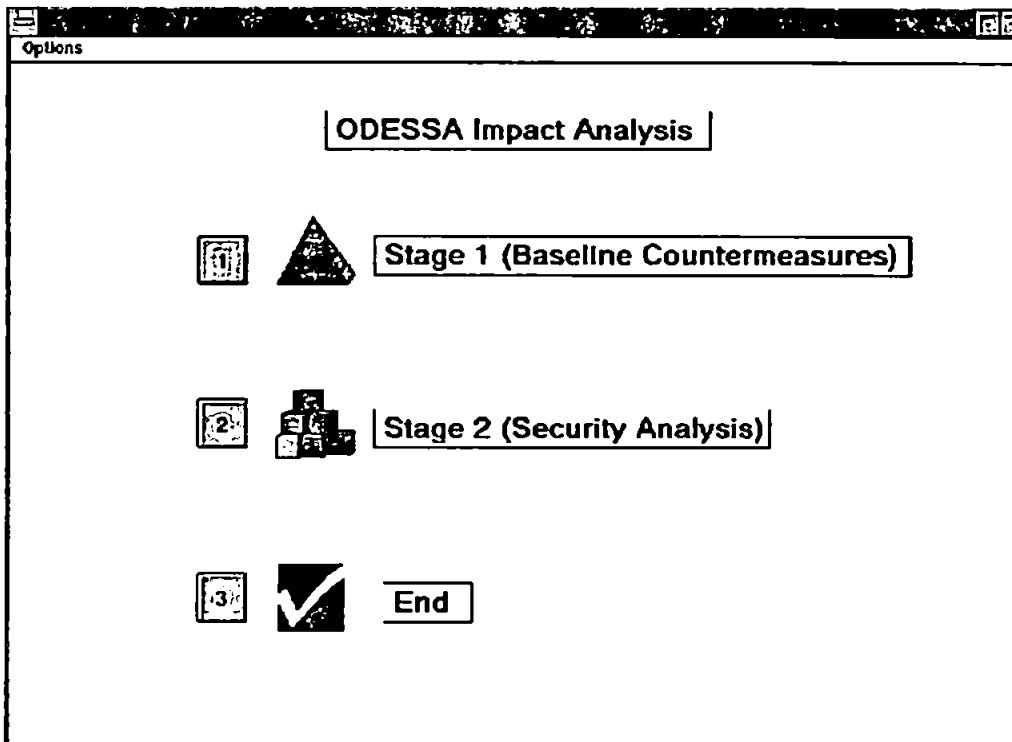 Options
ODESSA Impact Analysis
1 Stage 1 (Baseline Countermeasures)
2 Stage 2 (Security Analysis)
3 End